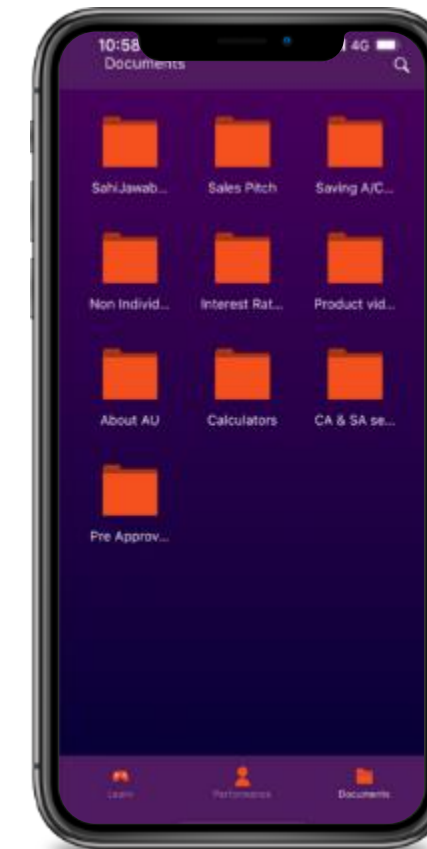 10:58
4G
Documents
SahiJawab...
Sales Pitch
Saving A/C...
Non Individ...
Interest Rat...
Product vid...
About AU
Calculators
CA & SA se...
Pre Approv...
Learn
Performance
Documents